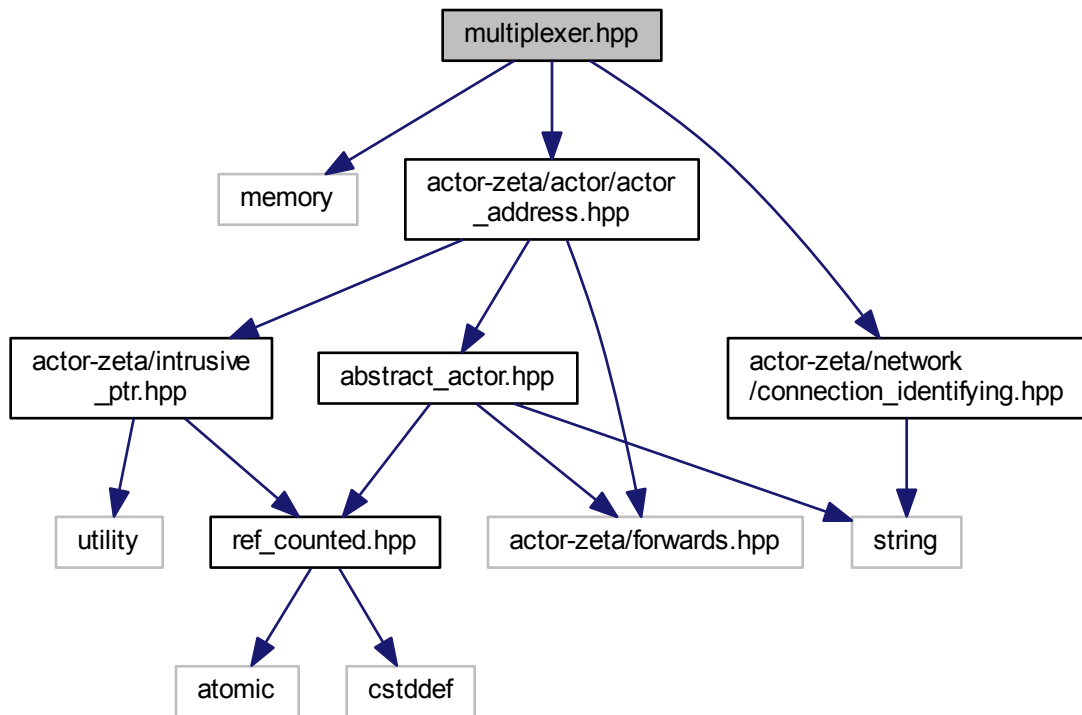 multiplexer.hpp
memory
actor-zeta/actor/actor
_address.hpp
actor-zeta/intrusive
_ptr.hpp
abstract_actor.hpp
actor-zeta/network
/connection_identifying.hpp
utility
ref_counted.hpp
actor-zeta/forwards.hpp
string
atomic
cstddef